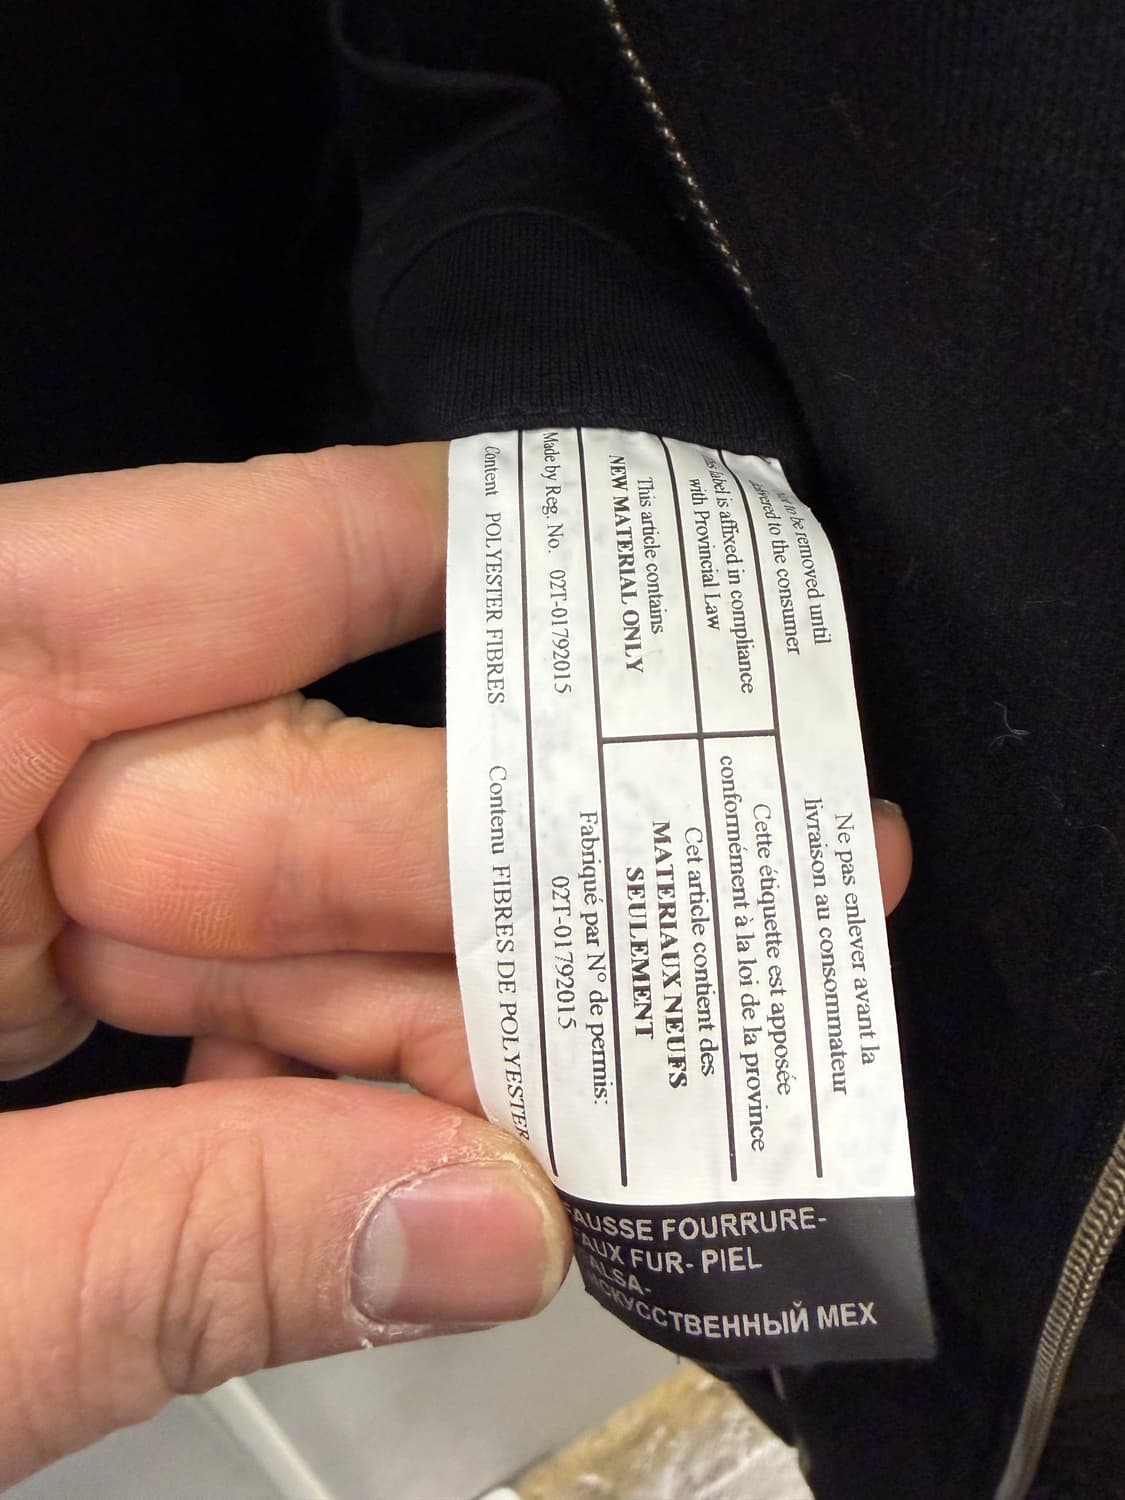 to be removed until
delivered to the consumer
Ne pas enlever avant la
livraison au consommateur
label is affixed in compliance
with Provincial Law
Cette étiquette est apposée
conformément à la loi de la province
This article contains
NEW MATERIAL ONLY
Cet article contient des
MATERIAUX NEUFS
SEULEMENT
Made by Reg. No. 02T-01792015
Fabriqué par N° de permis:
02T-01792015
Content POLYESTER FIBRES
Contenu FIBRES DE POLYESTER
FAUSSE FOURRURE-
FAUX FUR- PIEL
FALSA-
ИСКУССТВЕННЫЙ МЕХ